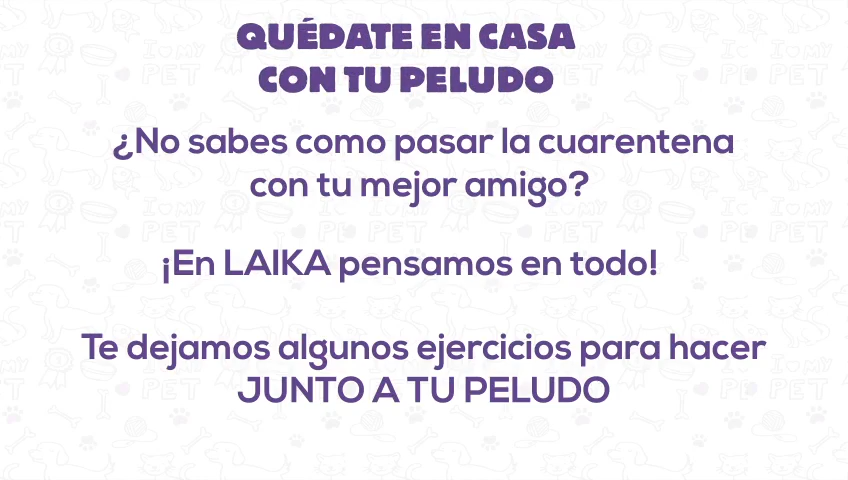 QUÉDATE EN CASA
CON TU PELUDO
¿No sabes como pasar la cuarentena
con tu mejor amigo?
¡En LAIKA pensamos en todo!
Te dejamos algunos ejercicios para hacer
JUNTO A TU PELUDO